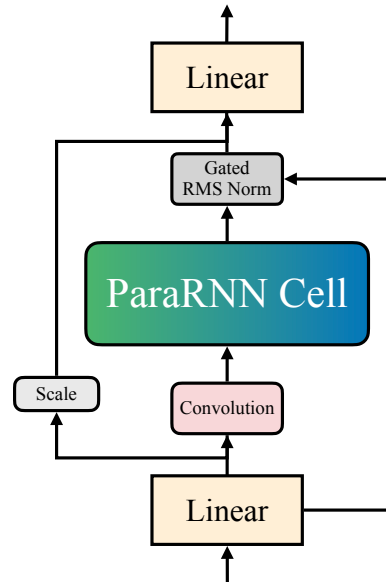 Linear
Gated
RMS Norm
ParaRNN Cell
Scale
Convolution
Linear